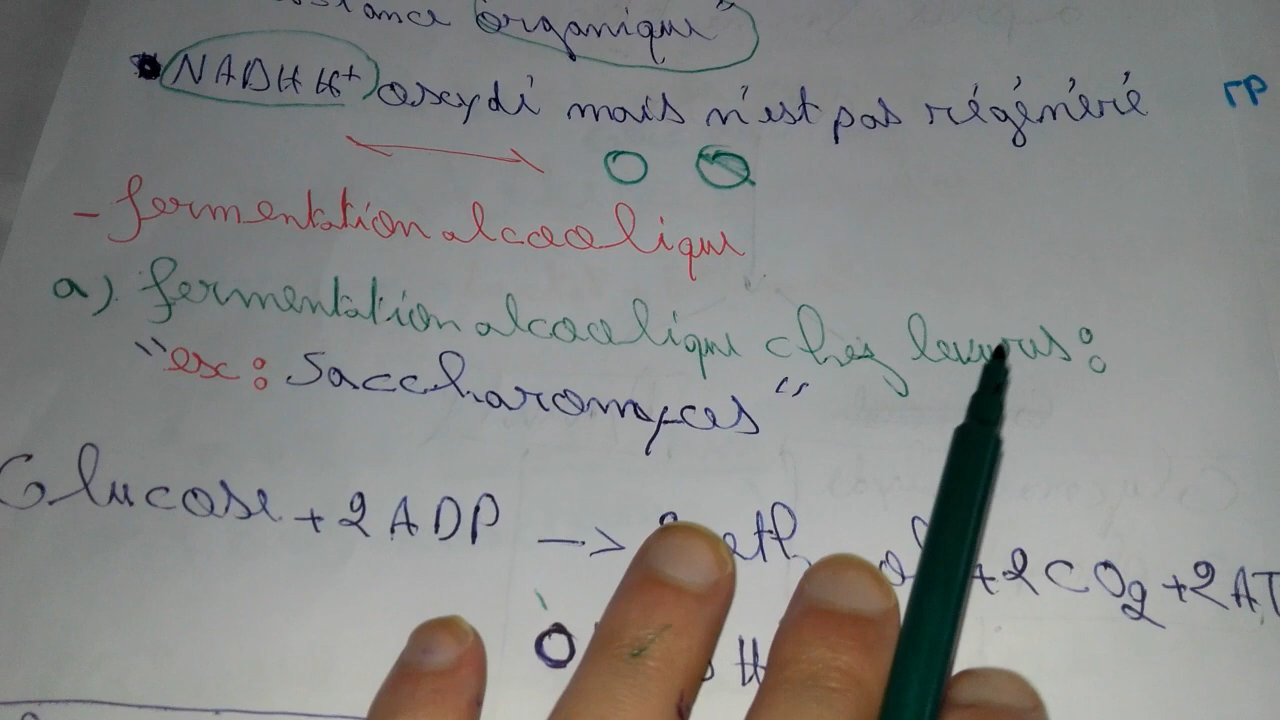 organique"
NADH H+ oxydé mais n'est pas régénéré
- fermentation alcoolique
a) fermentation alcoolique chez levures:
"ex: Saccharomyces"
Glucose + 2 ADP -> + 2 CO2 + 2 AT